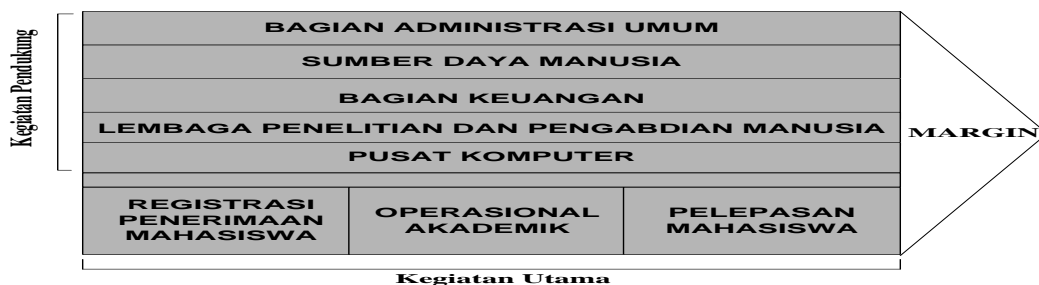 Kegiatan Pendukung
BAGIAN ADMINISTRASI UMUM
SUMBER DAYA MANUSIA
BAGIAN KEUANGAN
LEMBAGA PENELITIAN DAN PENGABDIAN MANUSIA
PUSAT KOMPUTER
MARGIN
REGISTRASI
PENERIMAAN
MAHASISWA
OPERASIONAL
AKADEMIK
PELEPASAN
MAHASISWA
Kegiatan Utama